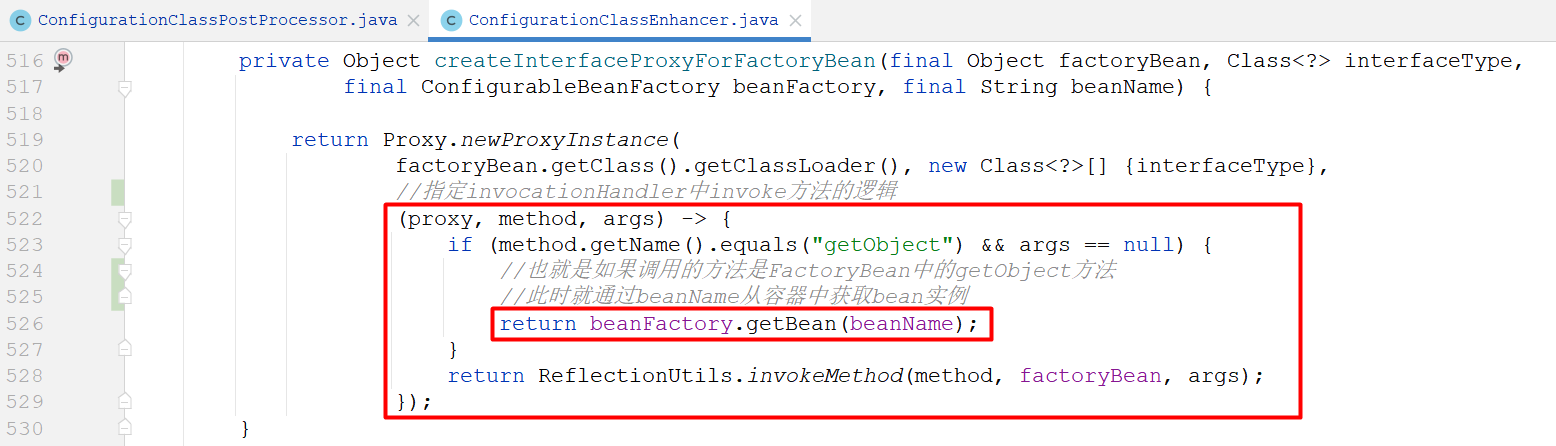 C ConfigurationClassPostProcessor.java × C ConfigurationClassEnhancer.java ×
516 m private Object createInterfaceProxyForFactoryBean(final Object factoryBean, Class<?> interfaceType,
517 final ConfigurableBeanFactory beanFactory, final String beanName) {
518
519 return Proxy.newProxyInstance(
520 factoryBean.getClass().getClassLoader(), new Class<?>[] {interfaceType},
521 //指定invocationHandler中invoke方法的逻辑
522 (proxy, method, args) -> {
523 if (method.getName().equals("getObject") && args == null) {
524 //也就是如果调用的方法是FactoryBean中的getObject方法
525 //此时就通过beanName从容器中获取bean实例
526 return beanFactory.getBean(beanName);
527 }
528 return ReflectionUtils.invokeMethod(method, factoryBean, args);
529 });
530 }